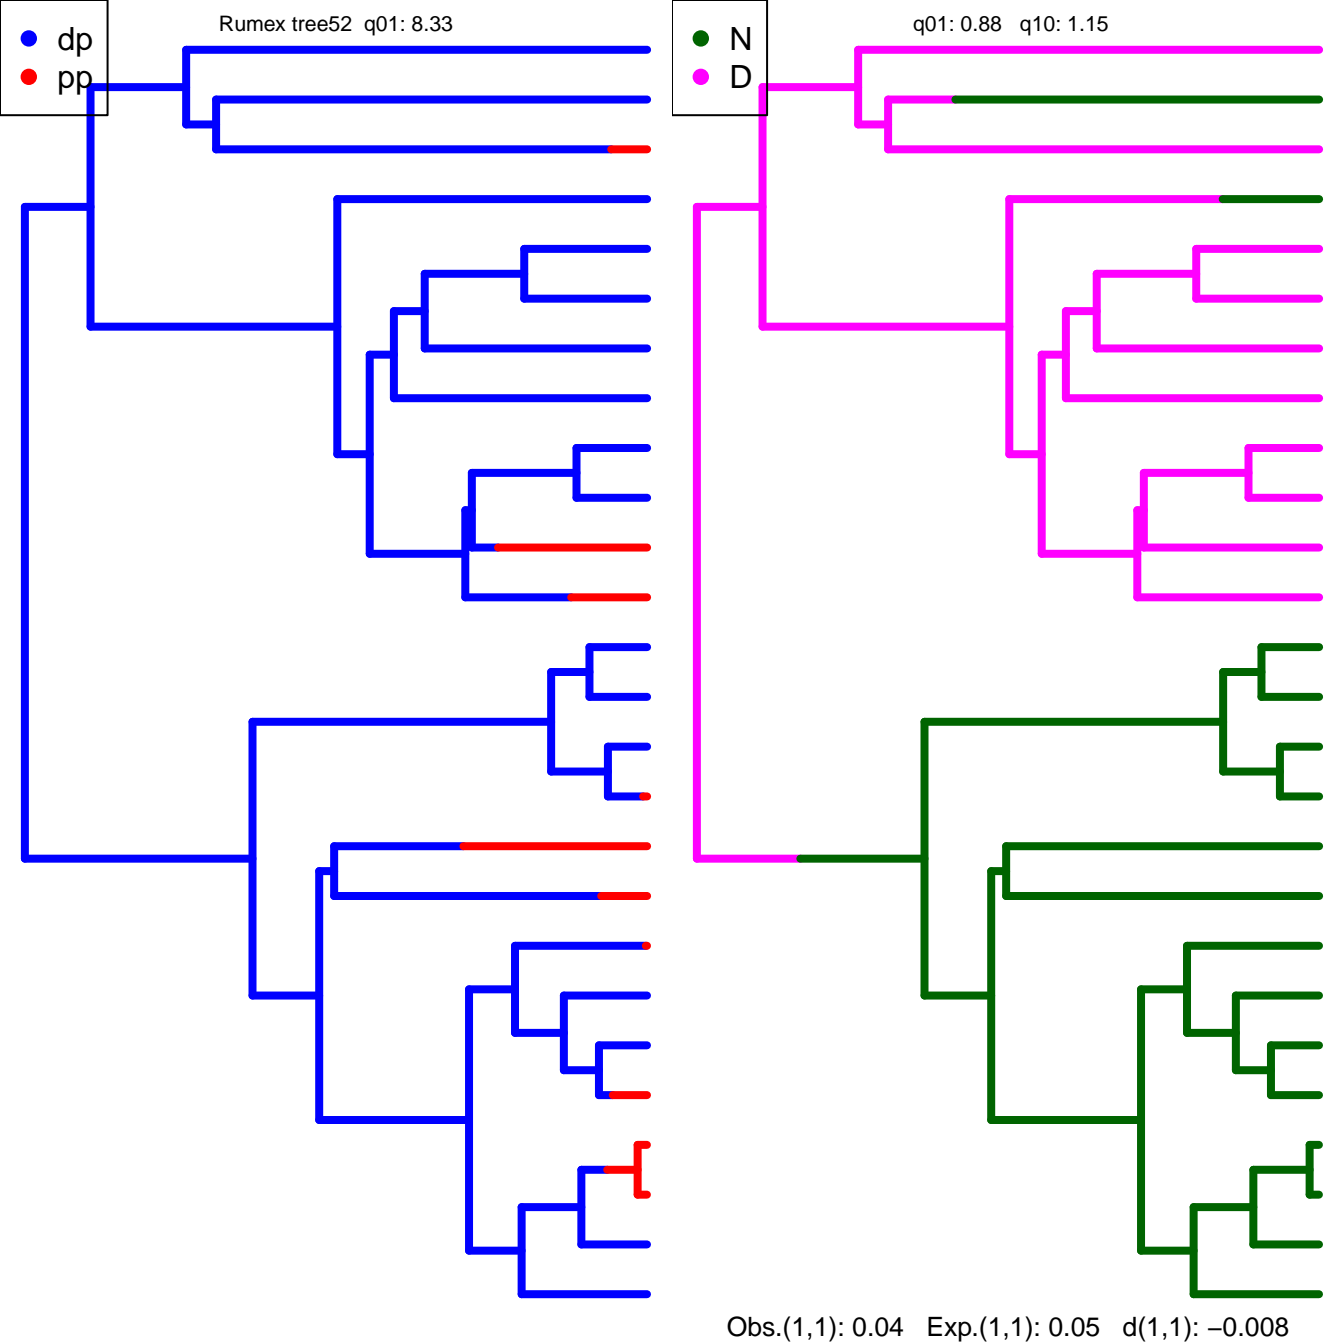 Rumex tree52  q01: 8.33
dp
pp
q01: 0.88   q10: 1.15
N
D
Obs.(1,1): 0.04   Exp.(1,1): 0.05   d(1,1): −0.008